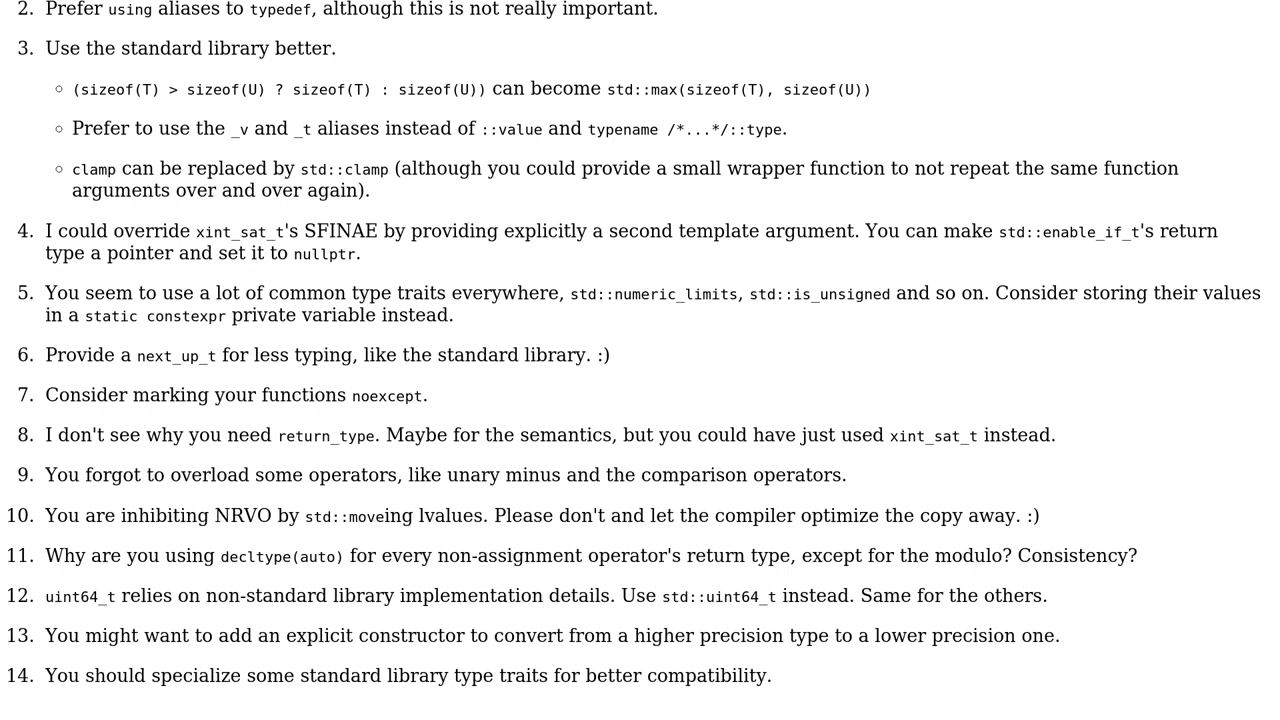 2. Prefer using aliases to typedef, although this is not really important.
3. Use the standard library better.
○ (sizeof(T) > sizeof(U) ? sizeof(T) : sizeof(U)) can become std::max(sizeof(T), sizeof(U))
○ Prefer to use the _v and _t aliases instead of ::value and typename /*...*/::type.
○ clamp can be replaced by std::clamp (although you could provide a small wrapper function to not repeat the same function
arguments over and over again).
4. I could override xint_sat_t's SFINAE by providing explicitly a second template argument. You can make std::enable_if_t's return
type a pointer and set it to nullptr.
5. You seem to use a lot of common type traits everywhere, std::numeric_limits, std::is_unsigned and so on. Consider storing their values
in a static constexpr private variable instead.
6. Provide a next_up_t for less typing, like the standard library. :)
7. Consider marking your functions noexcept.
8. I don't see why you need return_type. Maybe for the semantics, but you could have just used xint_sat_t instead.
9. You forgot to overload some operators, like unary minus and the comparison operators.
10. You are inhibiting NRVO by std::moveing lvalues. Please don't and let the compiler optimize the copy away. :)
11. Why are you using decltype(auto) for every non-assignment operator's return type, except for the modulo? Consistency?
12. uint64_t relies on non-standard library implementation details. Use std::uint64_t instead. Same for the others.
13. You might want to add an explicit constructor to convert from a higher precision type to a lower precision one.
14. You should specialize some standard library type traits for better compatibility.